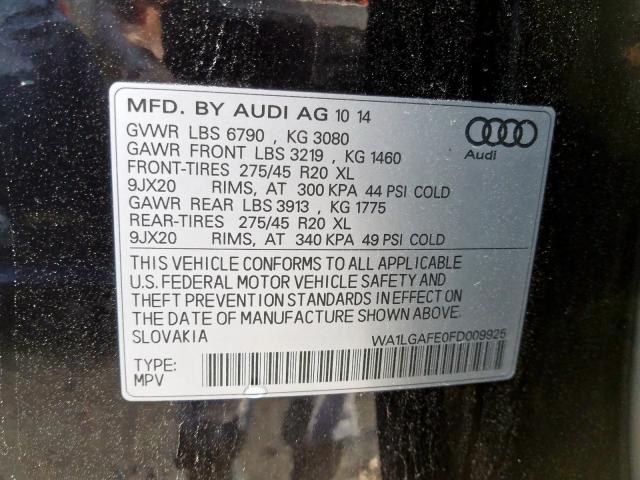 MFD. BY AUDI AG 10 14
GVWR LBS 6790 , KG 3080
GAWR FRONT LBS 3219 , KG 1460
FRONT-TIRES 275/45 R20 XL
9JX20 RIMS, AT 300 KPA 44 PSI COLD
GAWR REAR LBS 3913 , KG 1775
REAR-TIRES 275/45 R20 XL
9JX20 RIMS, AT 340 KPA 49 PSI COLD
Audi
THIS VEHICLE CONFORMS TO ALL APPLICABLE
U.S. FEDERAL MOTOR VEHICLE SAFETY AND
THEFT PREVENTION STANDARDS IN EFFECT ON
THE DATE OF MANUFACTURE SHOWN ABOVE.
SLOVAKIA
WA1LGAFE0FD009925
TYPE:
MPV